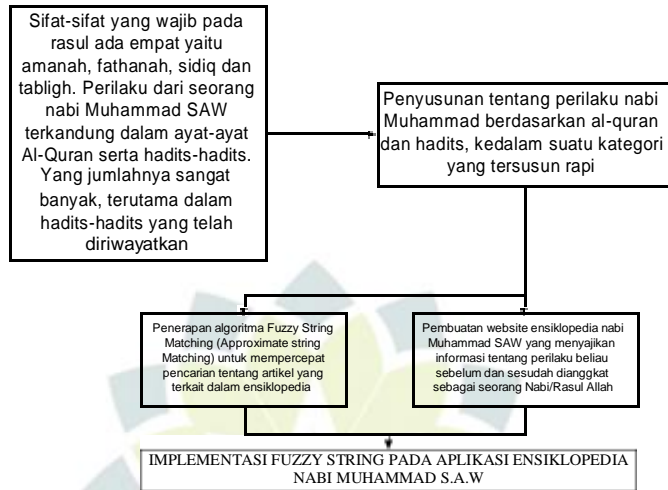 Sifat-sifat yang wajib pada
rasul ada empat yaitu
amanah, fathanah, sidiq dan
tabligh. Perilaku dari seorang
nabi Muhammad SAW
terkandung dalam ayat-ayat
Al-Quran serta hadits-hadits.
Yang jumlahnya sangat
banyak, terutama dalam
hadits-hadits yang telah
diriwayatkan
Penyusunan tentang perilaku nabi
Muhammad berdasarkan al-quran
dan hadits, kedalam suatu kategori
yang tersusun rapi
Penerapan algoritma Fuzzy String
Matching (Approximate string
Matching) untuk mempercepat
pencarian tentang artikel yang
terkait dalam ensiklopedia
Pembuatan website ensiklopedia nabi
Muhammad SAW yang menyajikan
informasi tentang perilaku beliau
sebelum dan sesudah dianggkat
sebagai seorang Nabi/Rasul Allah
IMPLEMENTASI FUZZY STRING PADA APLIKASI ENSIKLOPEDIA
NABI MUHAMMAD S.A.W